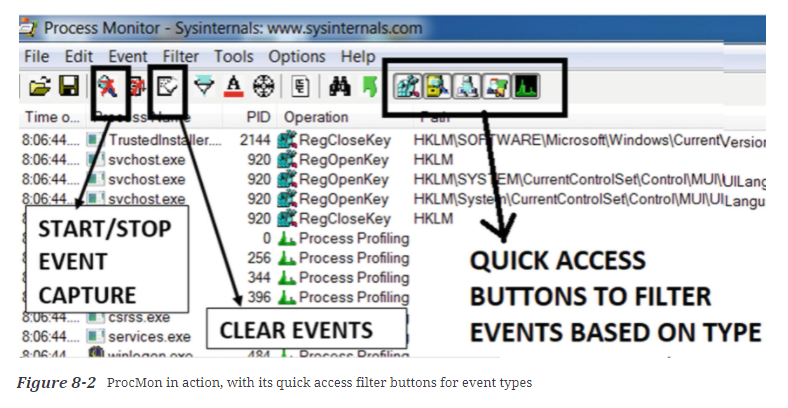 Process Monitor - Sysinternals: www.sysinternals.com
File Edit Event Filter Tools Options Help
Time o... Process Name PID Operation Path
8:06:44.... TrustedInstaller.... 2144 RegCloseKey HKLM\SOFTWARE\Microsoft\Windows\CurrentVersion
8:06:44.... svchost.exe 920 RegOpenKey HKLM
8:06:44.... svchost.exe 920 RegOpenKey HKLM\SYSTEM\CurrentControlSet\Control\MUI\UILang
8:06:44.... svchost.exe 920 RegOpenKey HKLM\System\CurrentControlSet\Control\MUI\UILangu
920 RegCloseKey HKLM
0 Process Profiling
256 Process Profiling
344 Process Profiling
396 Process Profiling
START/STOP
EVENT
CAPTURE
QUICK ACCESS
BUTTONS TO FILTER
EVENTS BASED ON TYPE
8:06:44.... csrss.exe
8:06:44.... services.exe
CLEAR EVENTS
8:06:44 winlogon.exe 484 Process Profiling
Figure 8-2 ProcMon in action, with its quick access filter buttons for event types